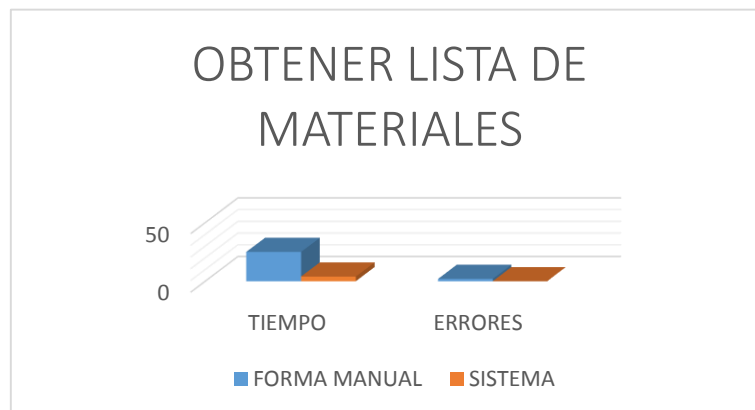 OBTENER LISTA DE
MATERIALES
50
0
TIEMPO
ERRORES
FORMA MANUAL
SISTEMA